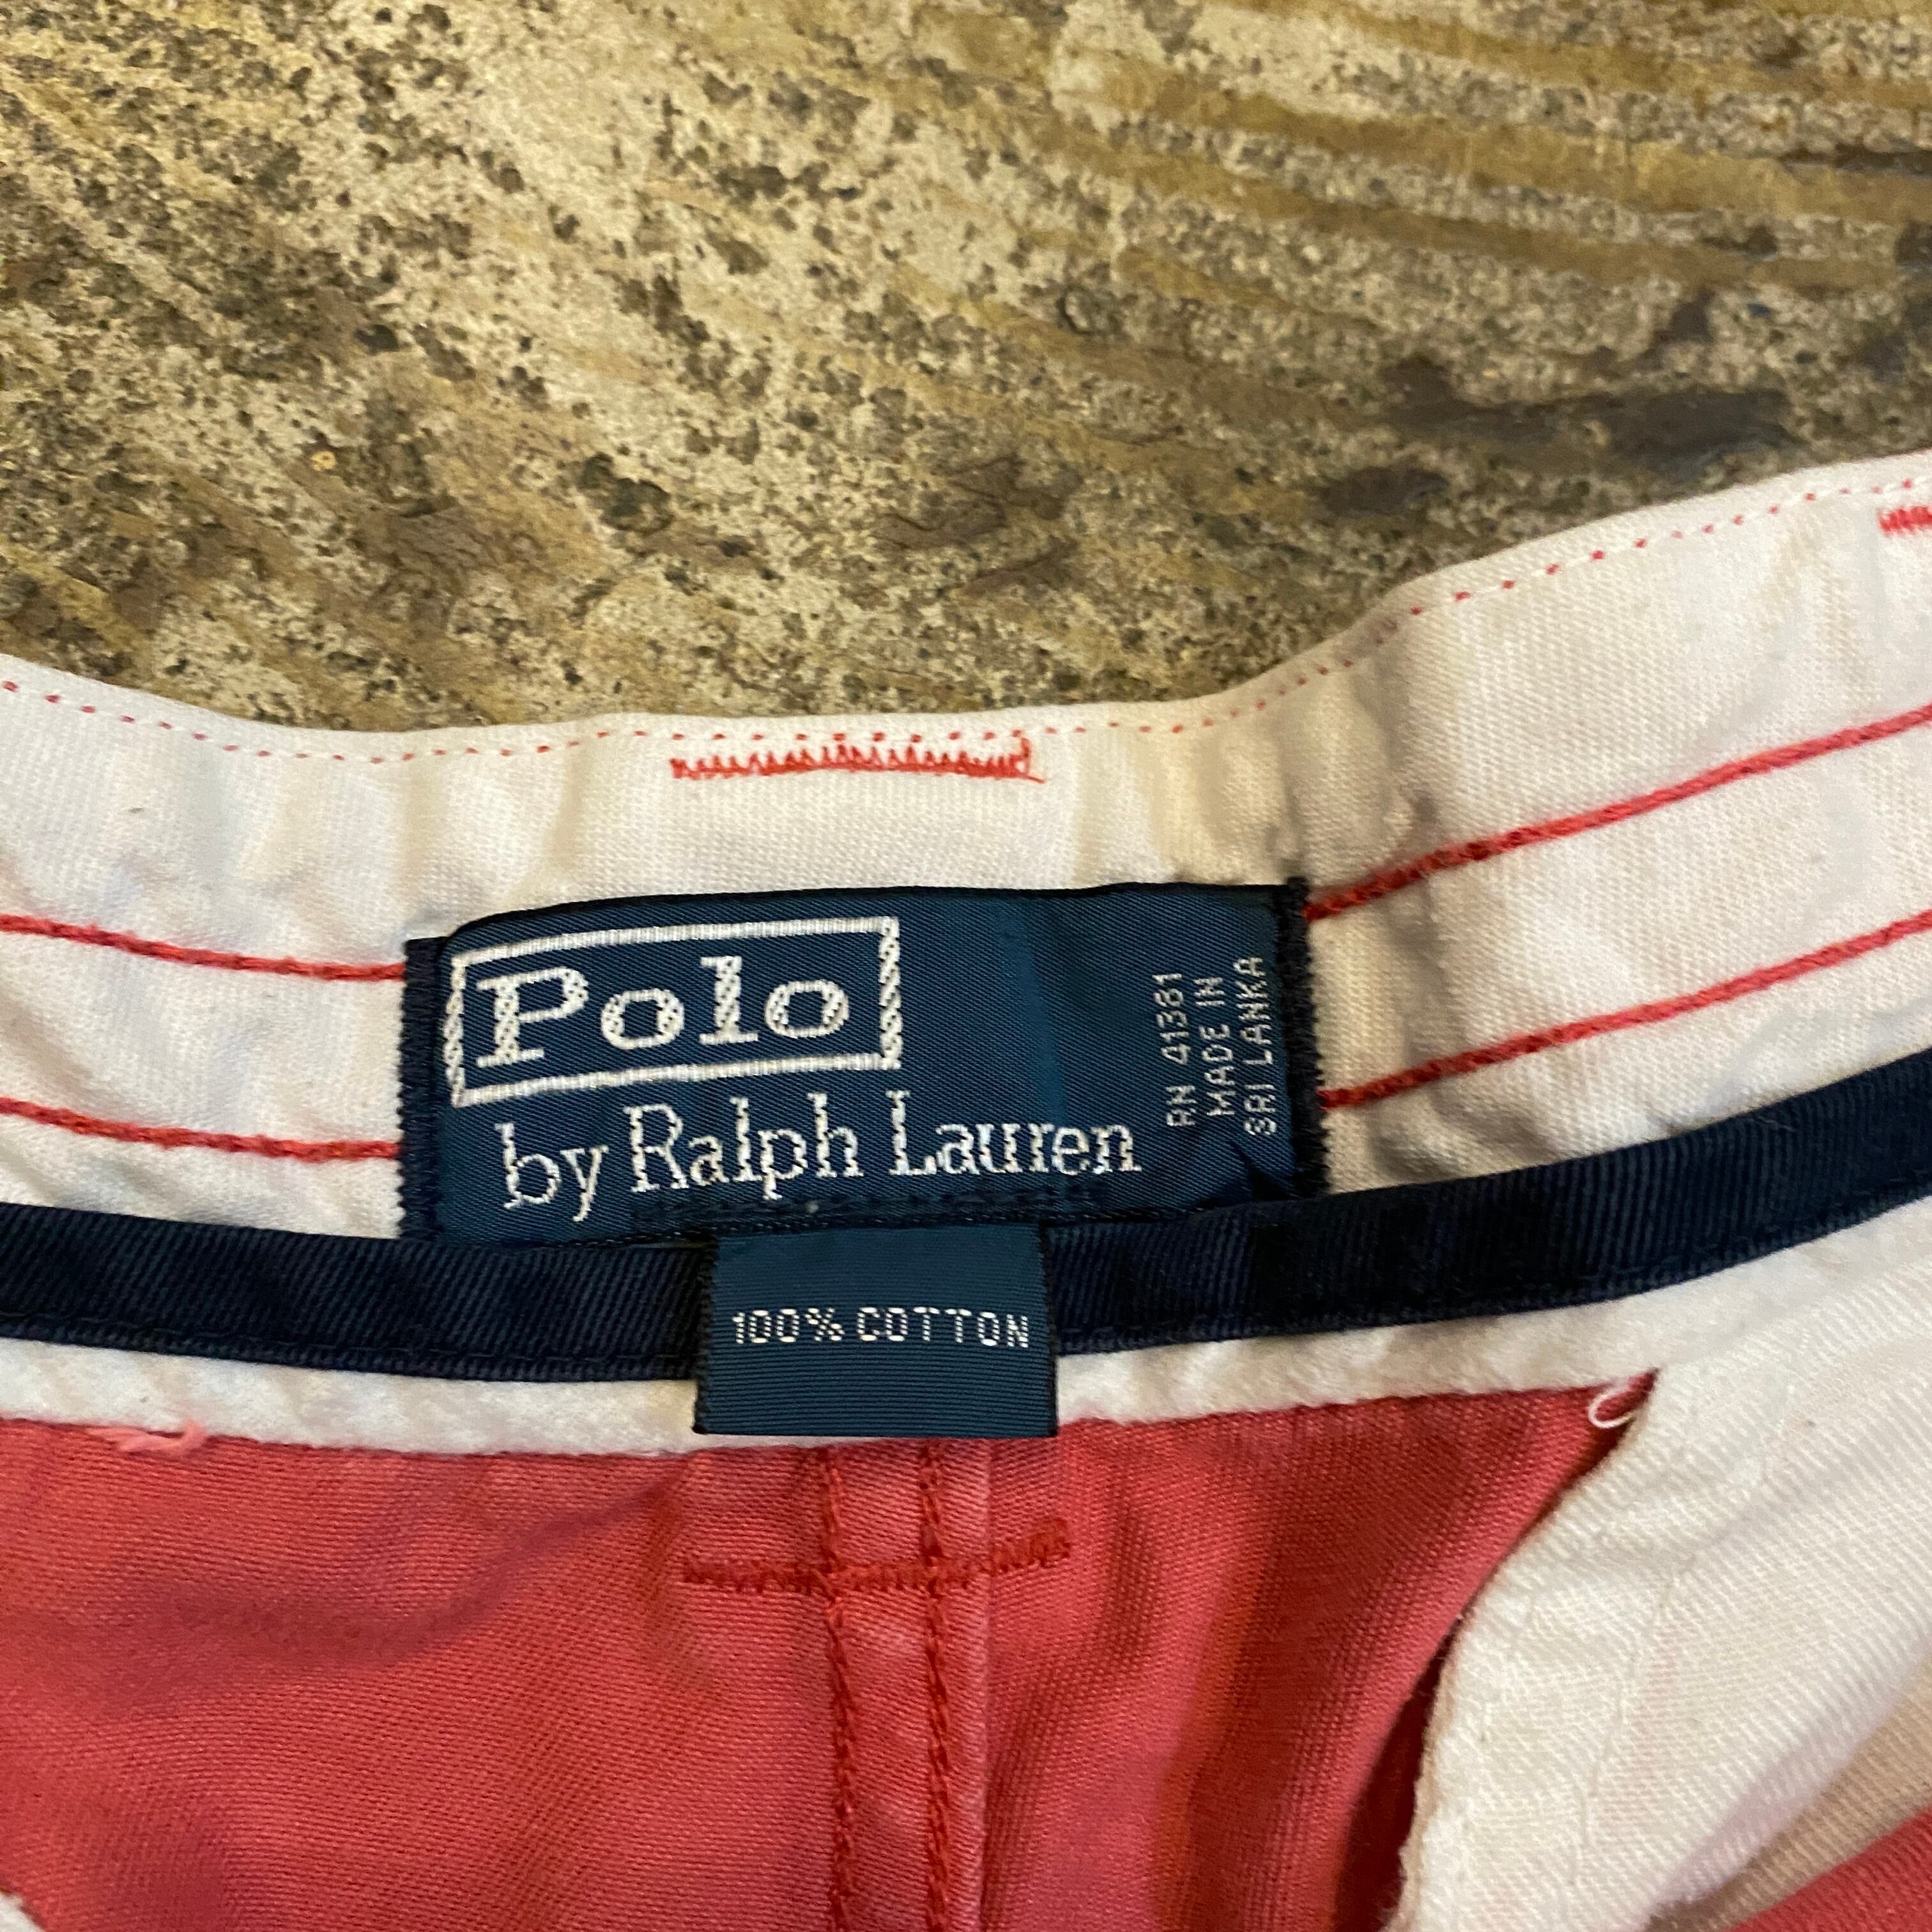 Polo
by Ralph Lauren
RN 41381
MADE IN
SRI LANKA
100% COTTON